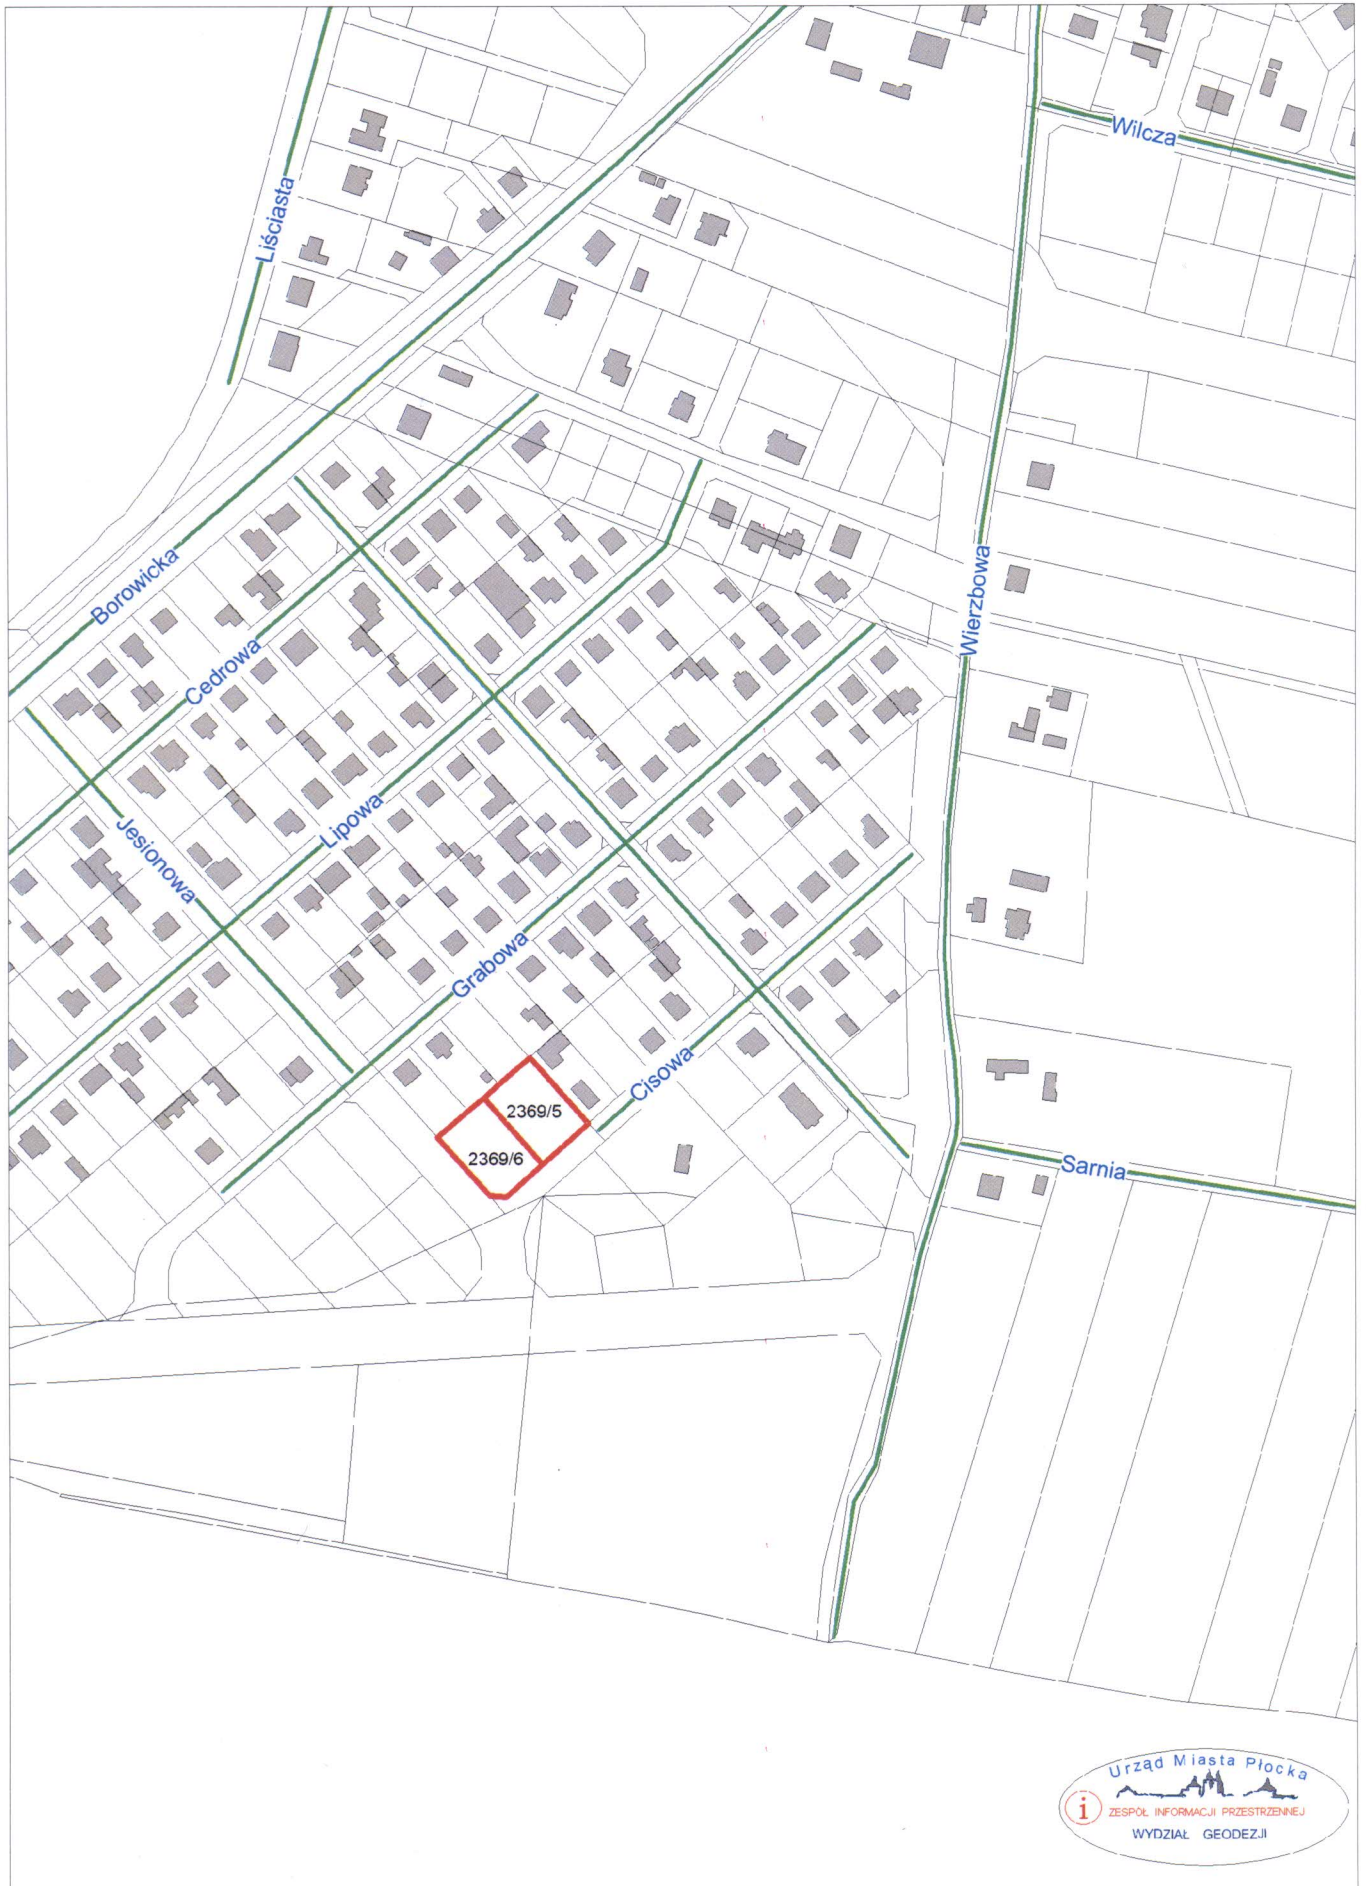 Wilcza
Liściasta
Borowicka
Wierzbowa
Cedrowa
Lipowa
Jesionowa
Grabowa
Cisowa
2369/5
2369/6
Sarnia
Urząd Miasta Płocka
i
ZESPÓŁ INFORMACJI PRZESTRZENNEJ
WYDZIAŁ GEODEZJI